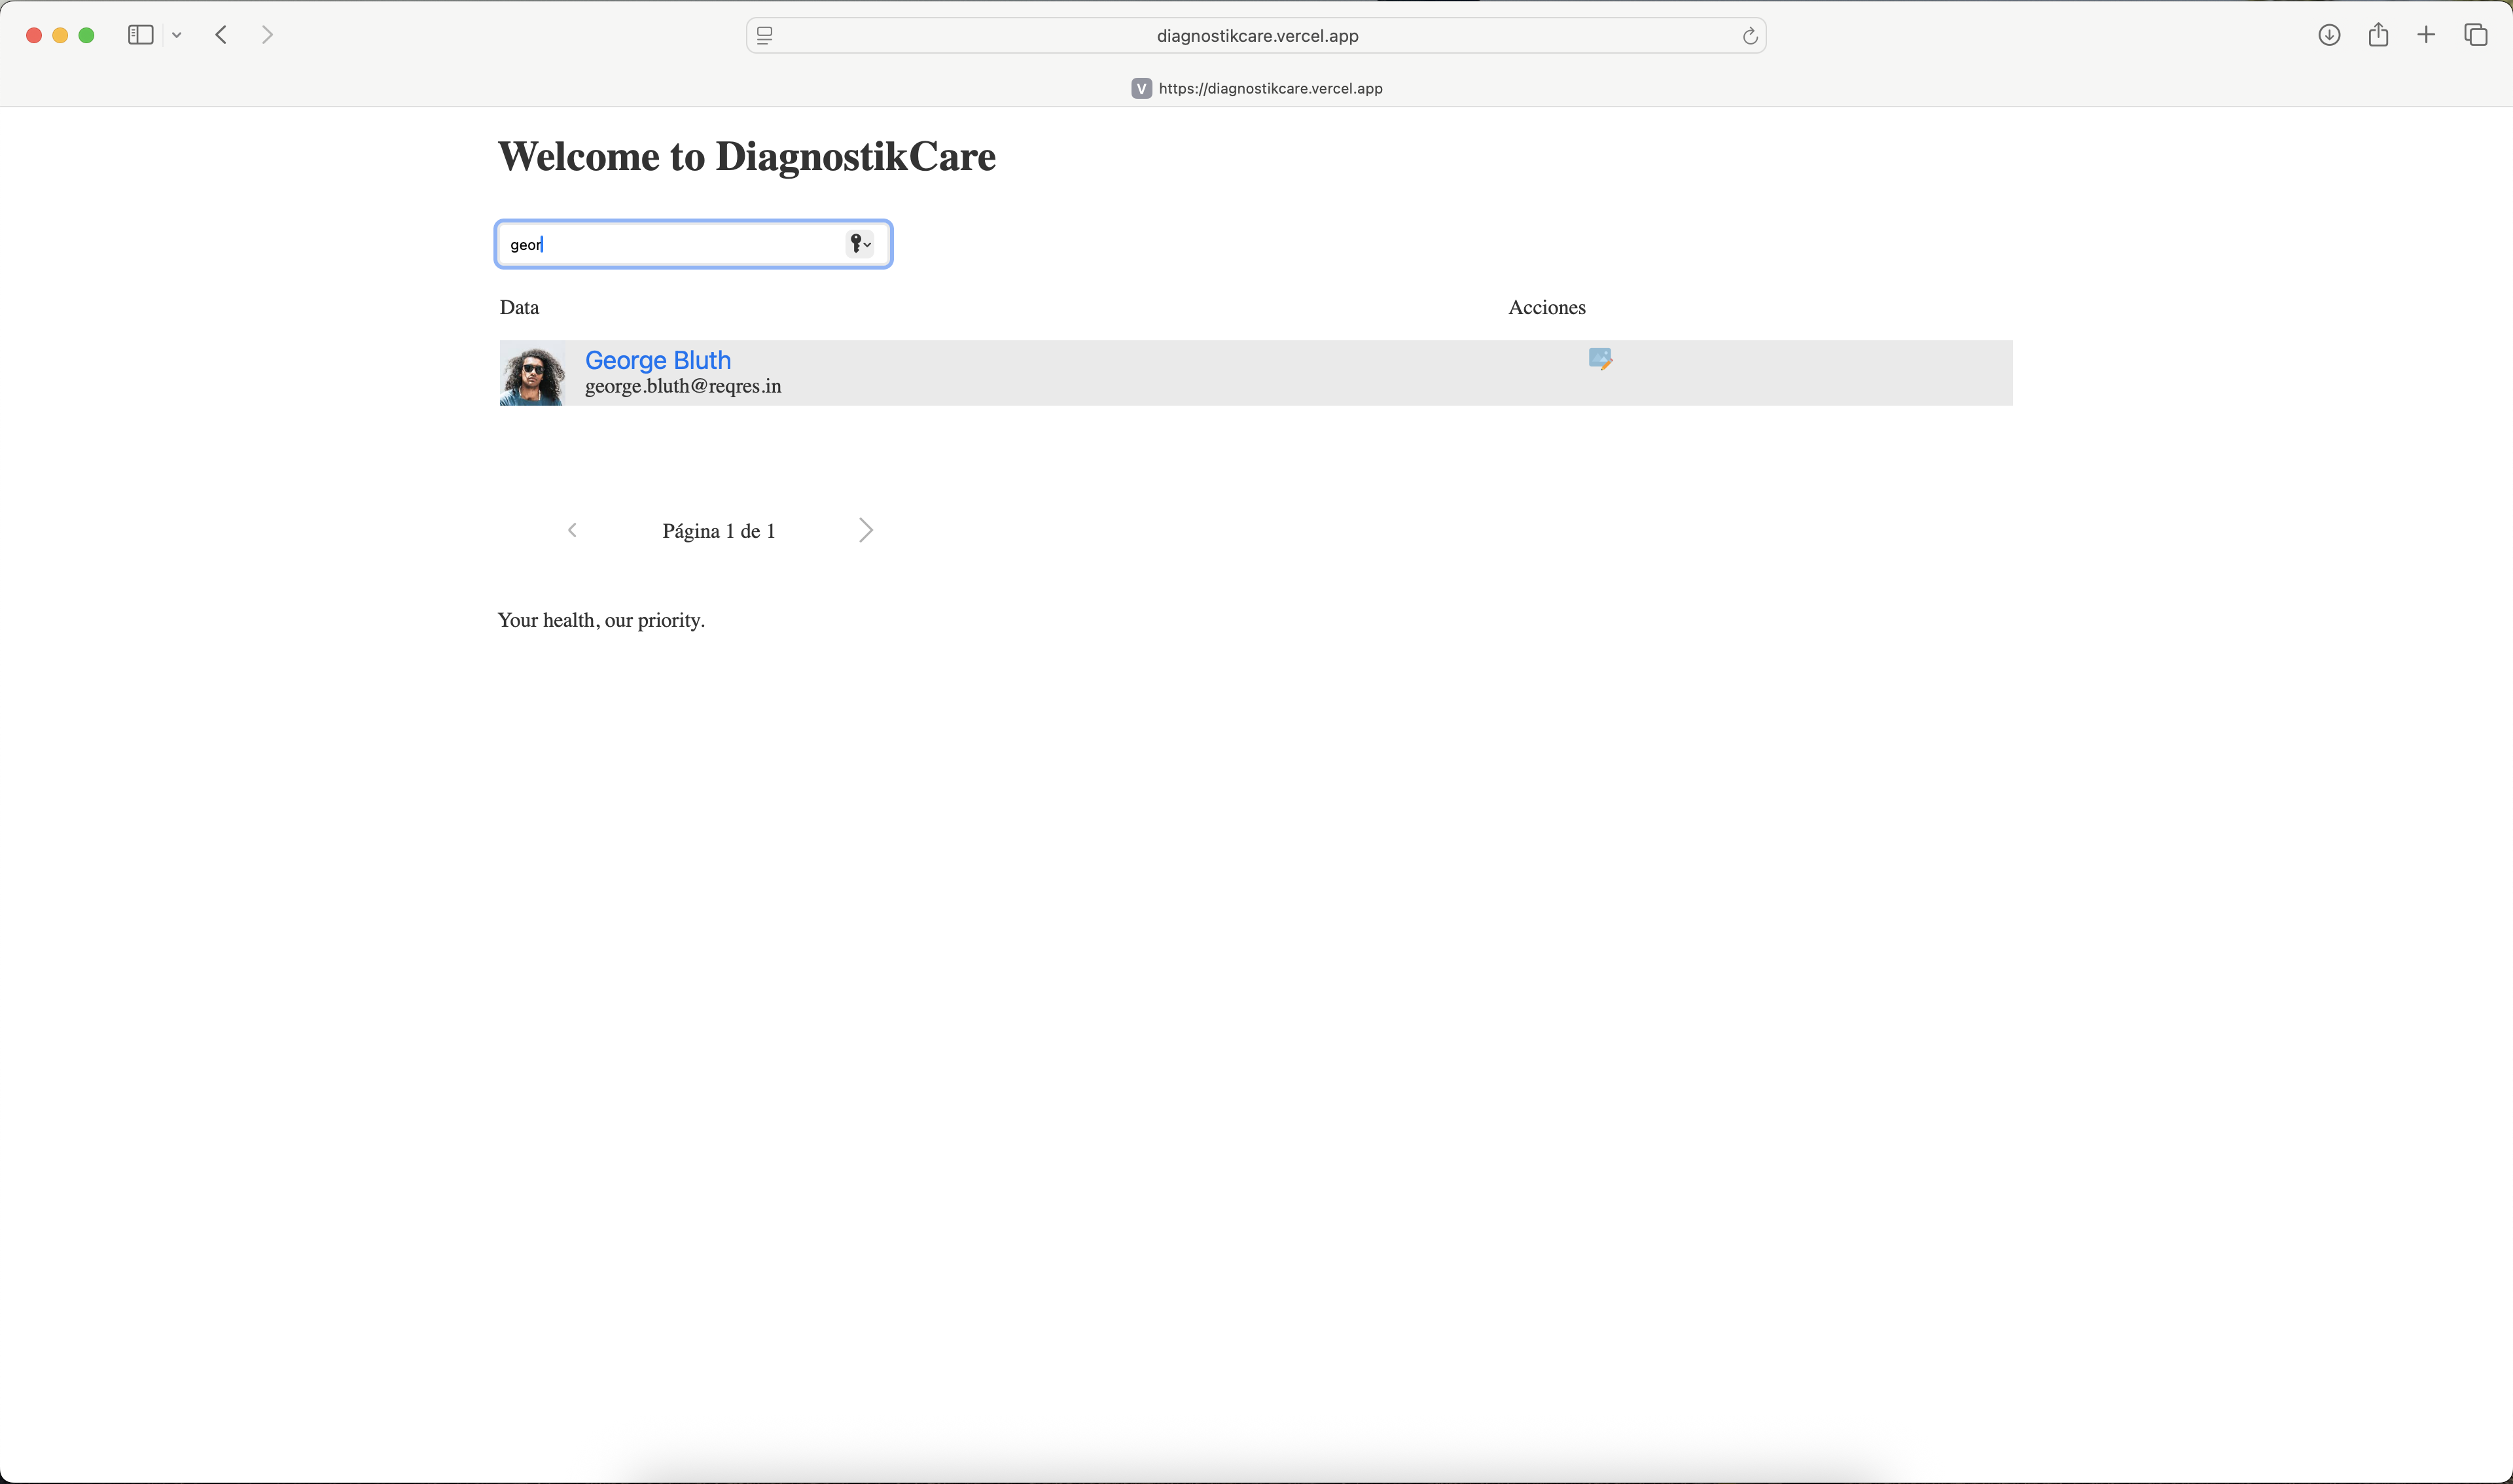 diagnostikcare.vercel.app
V https://diagnostikcare.vercel.app
Welcome to DiagnostikCare
geor
Data Acciones
George Bluth
george.bluth@reqres.in
Página 1 de 1
Your health, our priority.